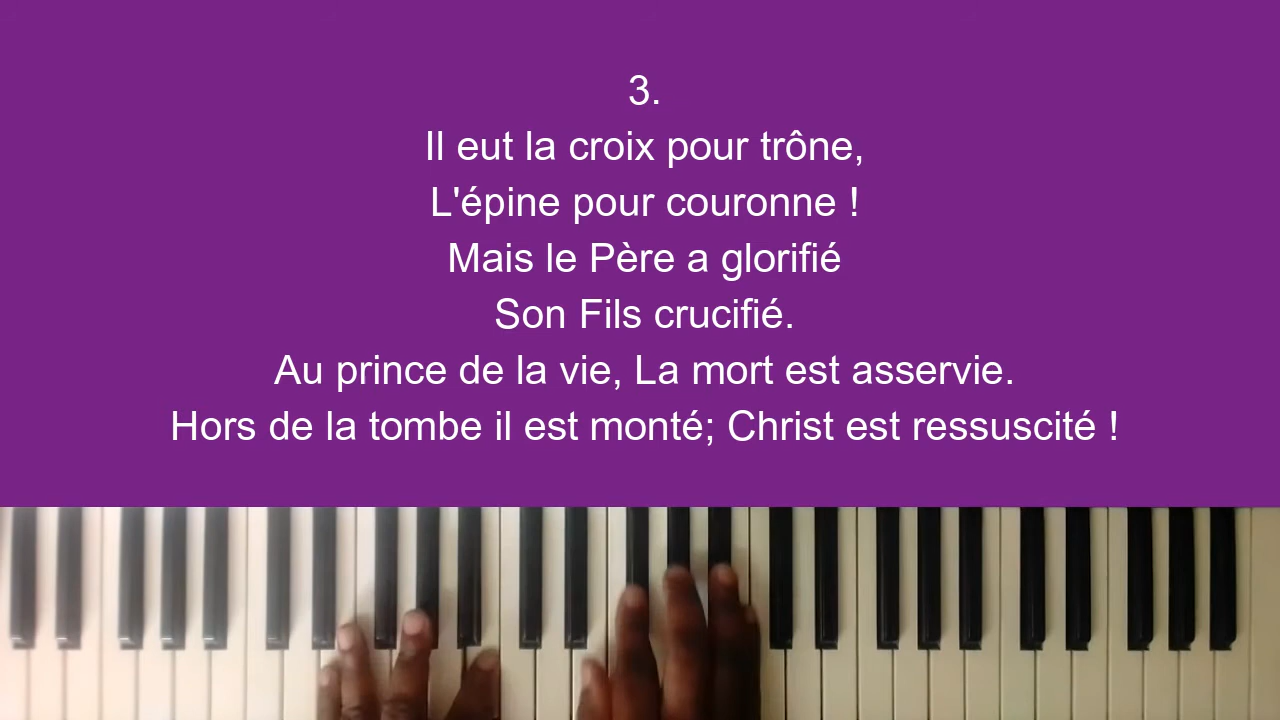 3.
Il eut la croix pour trône,
L'épine pour couronne !
Mais le Père a glorifié
Son Fils crucifié.
Au prince de la vie, La mort est asservie.
Hors de la tombe il est monté; Christ est ressuscité !